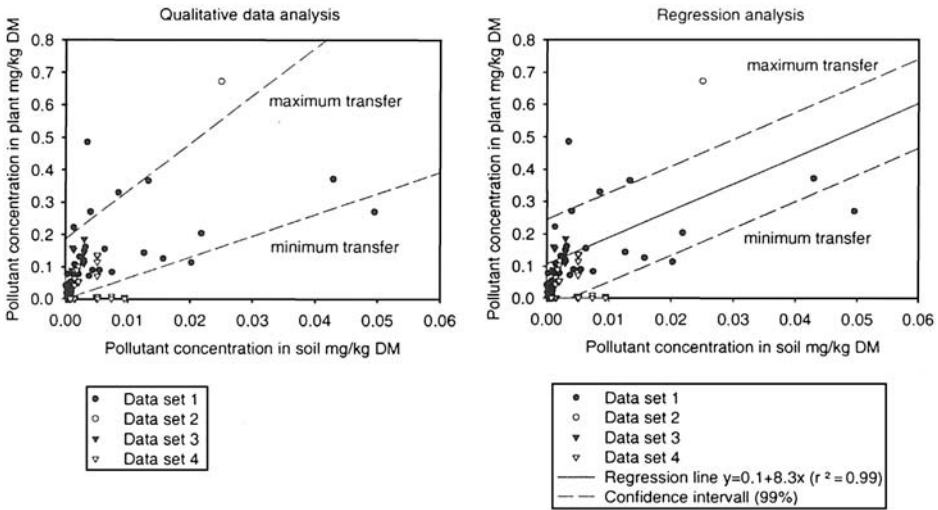 Qualitative data analysis
Pollutant concentration in plant mg/kg DM
0.8
0.7
0.6
0.5
0.4
0.3
0.2
0.1
0.0
maximum transfer
minimum transfer
0.00 0.01 0.02 0.03 0.04 0.05 0.06
Pollutant concentration in soil mg/kg DM
Data set 1
Data set 2
Data set 3
Data set 4
Regression analysis
Pollutant concentration in plant mg/kg DM
0.8
0.7
0.6
0.5
0.4
0.3
0.2
0.1
0.0
maximum transfer
minimum transfer
0.00 0.01 0.02 0.03 0.04 0.05 0.06
Pollutant concentration in soil mg/kg DM
Data set 1
Data set 2
Data set 3
Data set 4
Regression line y=0.1+8.3x (r² = 0.99)
Confidence intervall (99%)